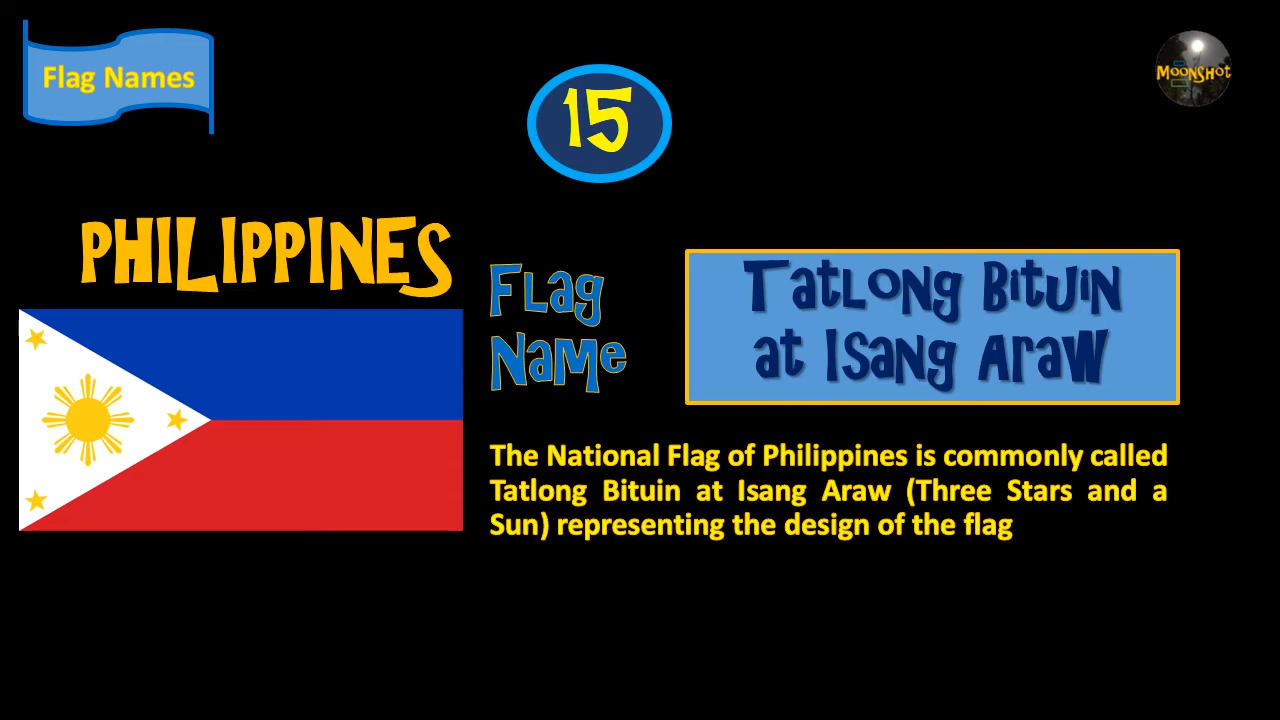 Flag Names
MOONSHOT
15
PHILIPPINES
Flag
Name
Tatlong Bituin
at Isang Araw
The National Flag of Philippines is commonly called
Tatlong Bituin at Isang Araw (Three Stars and a
Sun) representing the design of the flag